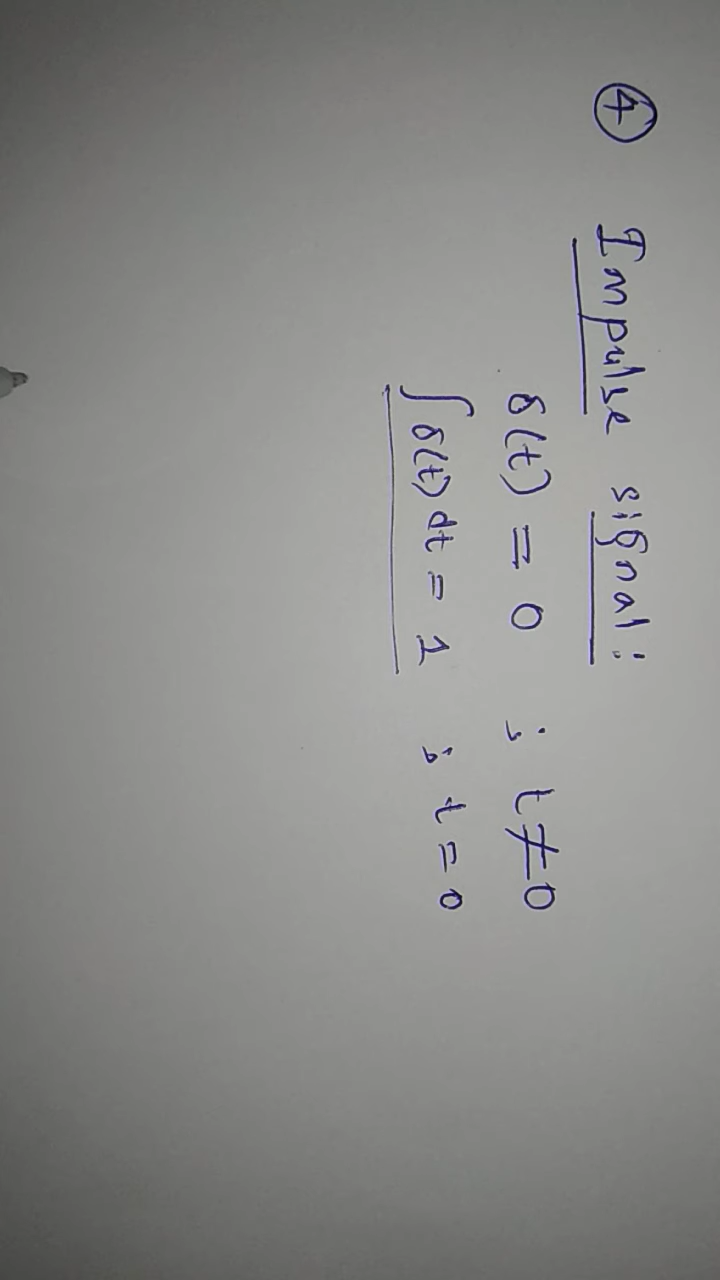 ④ Impulse signal:
δ(t) = 0 ; t ≠ 0
∫δ(t) dt = 1 ; t = 0